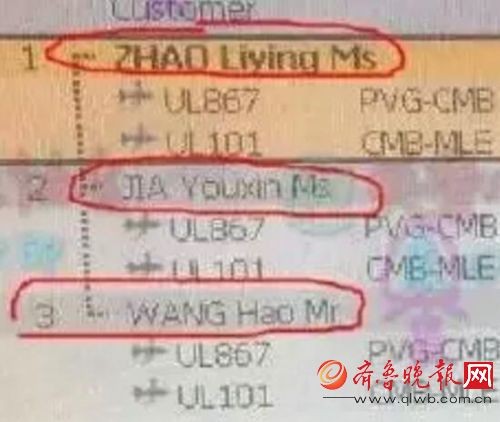 Customer
1 ZHAO Liying Ms
UL867 PVG-CMB
UL101 CMB-MLE
2 JIA Youxin Ms
UL867 PVG-CMB
UL101 CMB-MLE
3 WANG Hao Mr
UL867 PVG-CMB
UL101 CMB-MLE
齐鲁晚报网
www.qlwb.com.cn